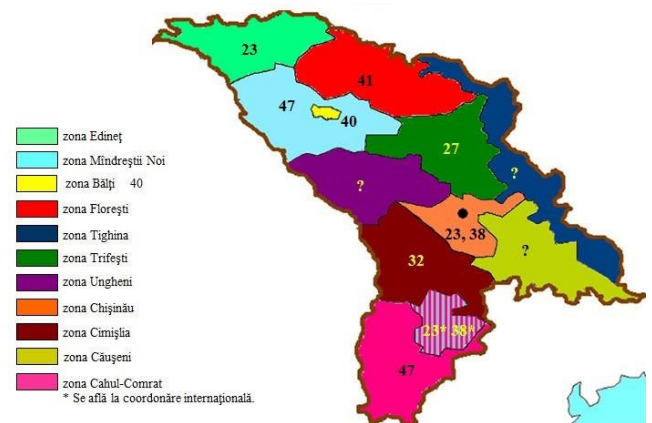 23
41
47
40
27
?
?
23, 38
?
32
23* 38*
47
zona Edineţ
zona Mîndreştii Noi
zona Bălţi 40
zona Floreşti
zona Tighina
zona Trifeşti
zona Ungheni
zona Chişinău
zona Cimişlia
zona Căuşeni
zona Cahul-Comrat
* Se află la coordonăre internaţională.